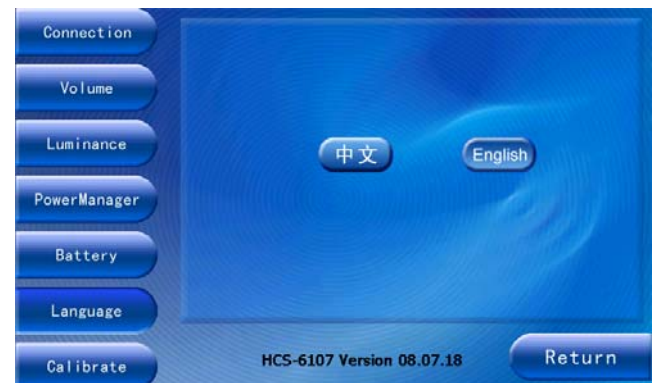 Connection
Volume
Luminance
PowerManager
Battery
Language
Calibrate
中文
English
HCS-6107 Version 08.07.18
Return